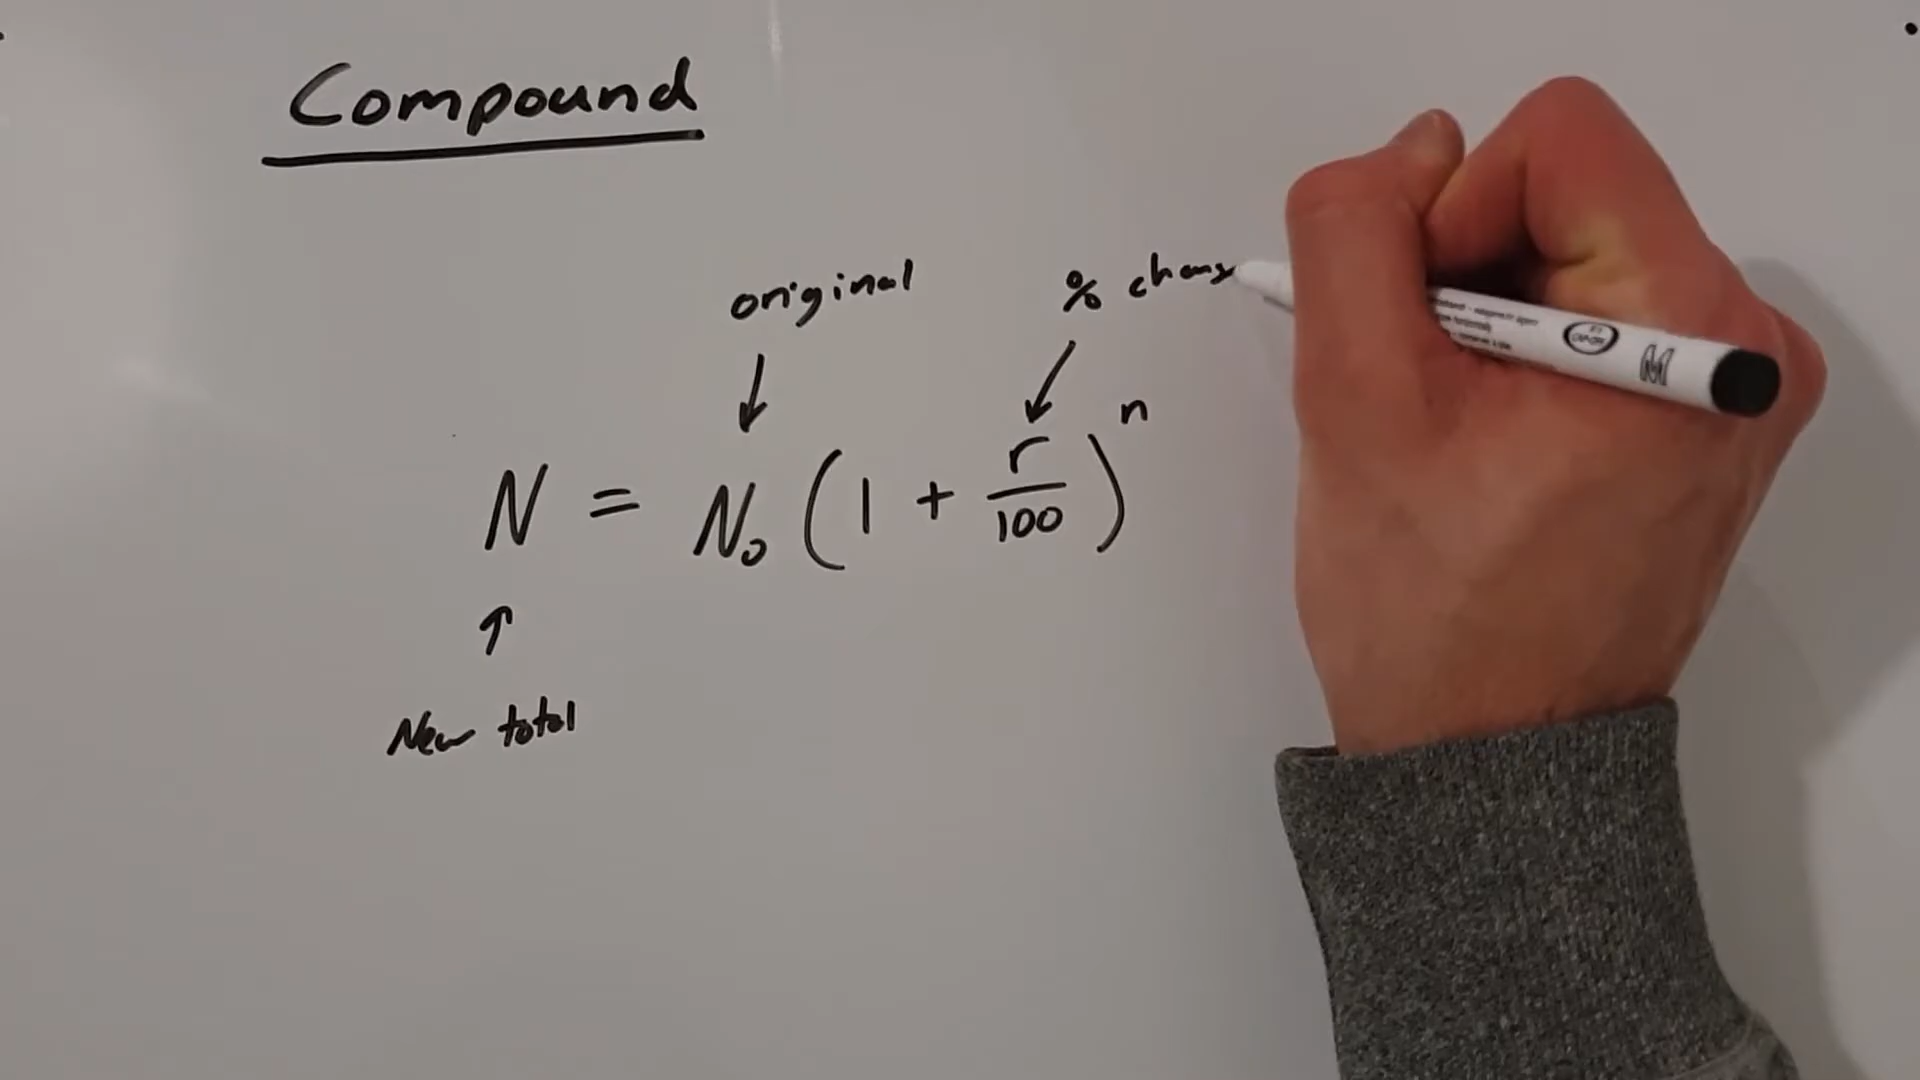 Compound
original
% chang
N = N₀ (1 + r/100)ⁿ
New total
M